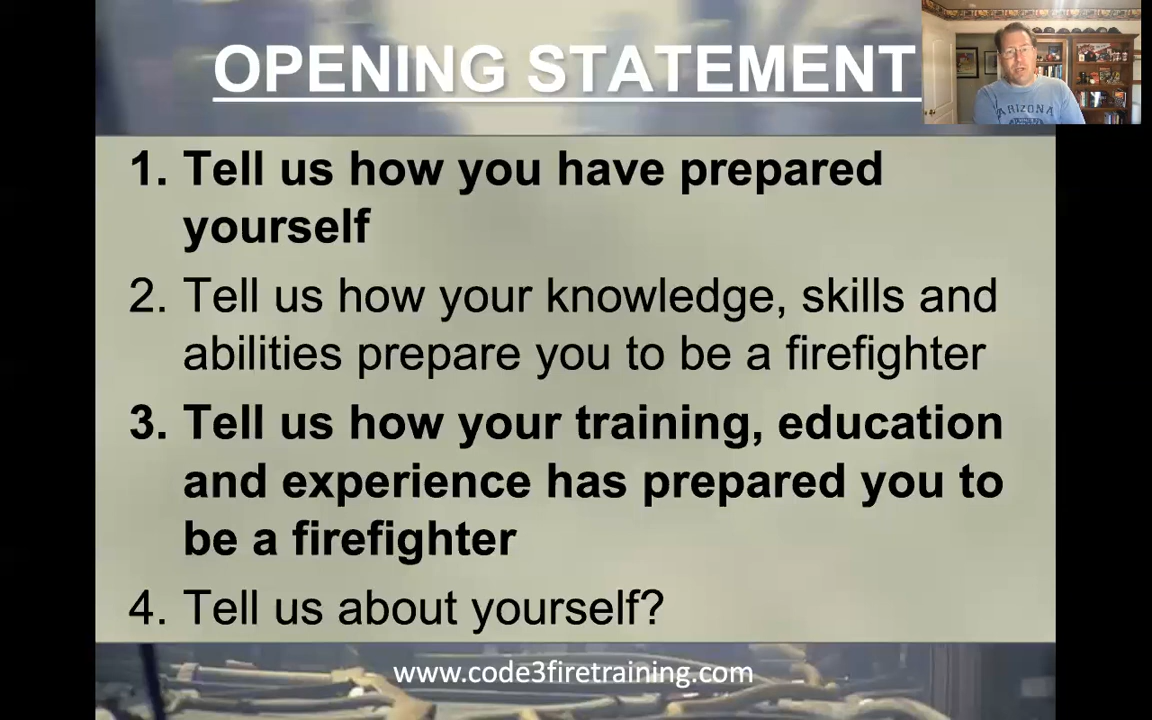 OPENING STATEMENT
1. Tell us how you have prepared
yourself
2. Tell us how your knowledge, skills and
abilities prepare you to be a firefighter
3. Tell us how your training, education
and experience has prepared you to
be a firefighter
4. Tell us about yourself?
www.code3firetraining.com
ARIZONA